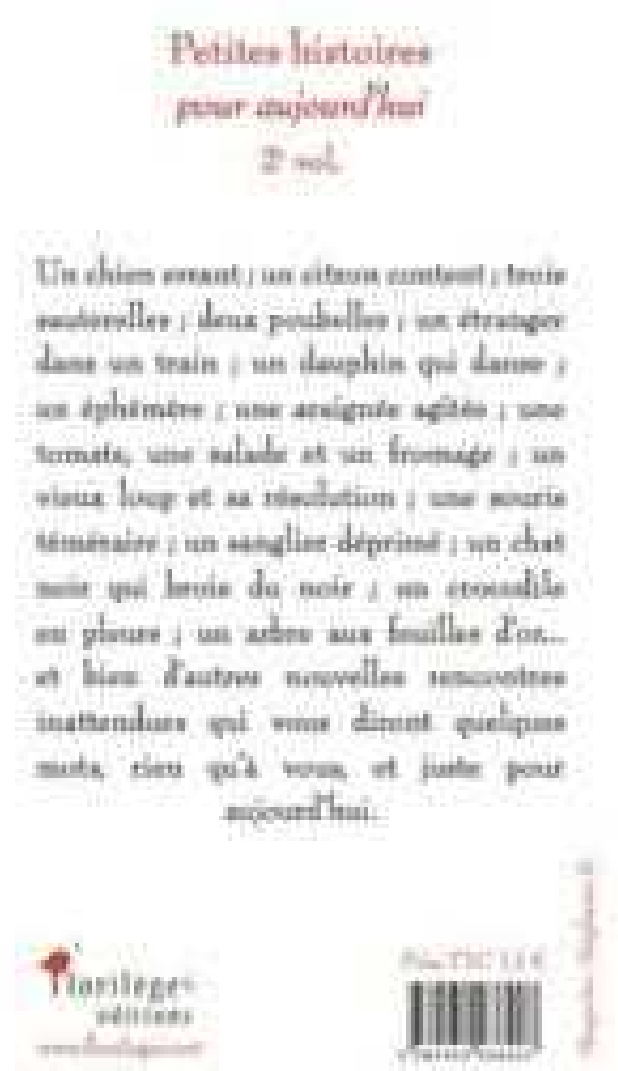 Petites histoires
pour aujourd'hui
2e vol.
Un chien errant ; un citron content ; trois
sauterelles ; deux poubelles ; un étranger
dans un train ; un dauphin qui danse ;
un éphémère ; une araignée agitée ; une
tomate, une salade et un fromage ; un
vieux loup et sa résolution ; une souris
téméraire ; un sanglier déprimé ; un chat
noir qui broie du noir ; un crocodile
en pleurs ; un arbre aux feuilles d'or...
et bien d'autres nouvelles rencontres
inattendues qui vous diront quelques
mots, rien qu'à vous, et juste pour
aujourd'hui.
Florilèges
éditions
Prix TTC